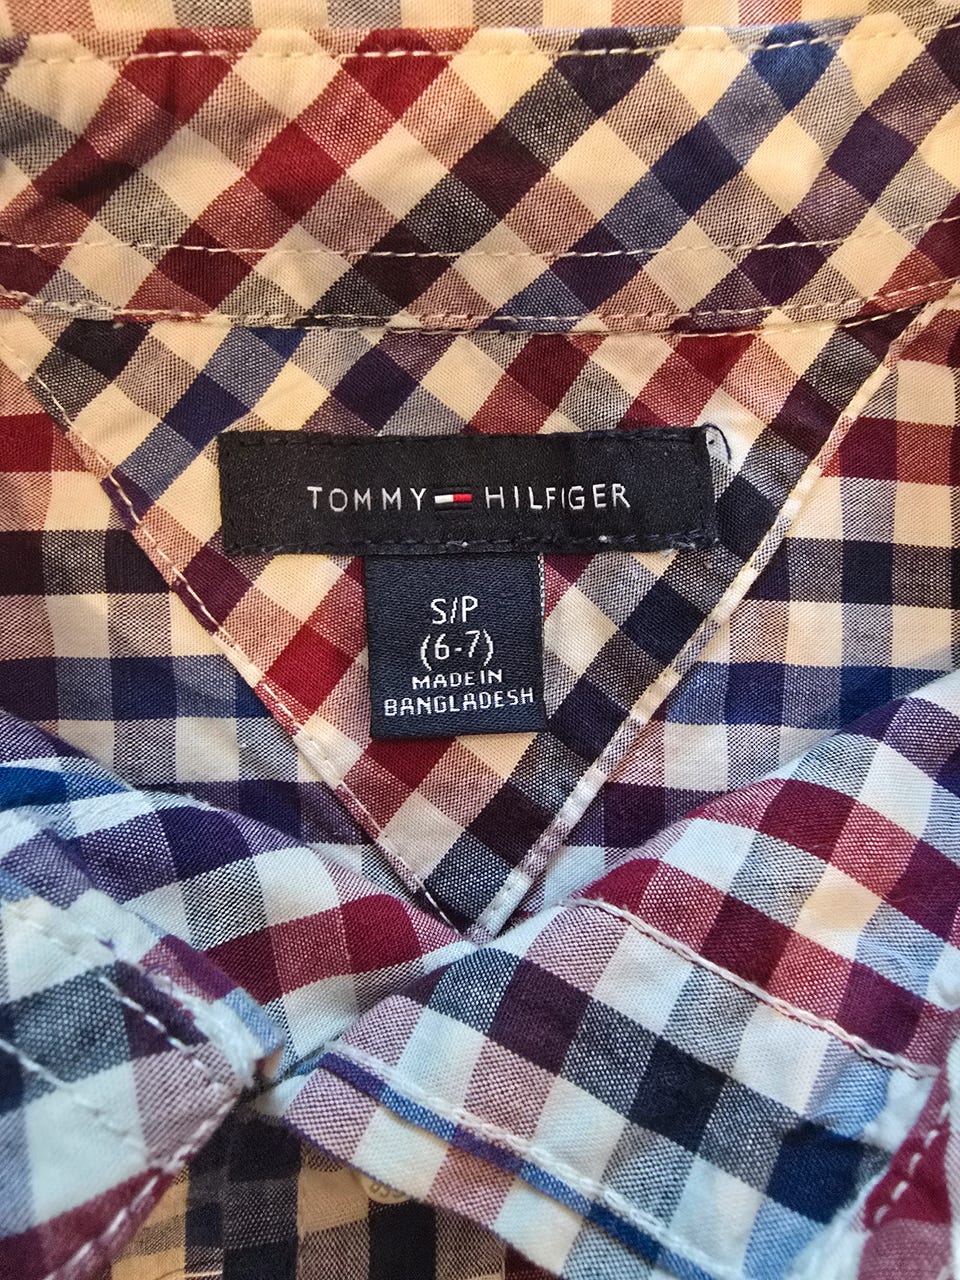 TOMMY HILFIGER
S/P
(6-7)
MADE IN
BANGLADESH